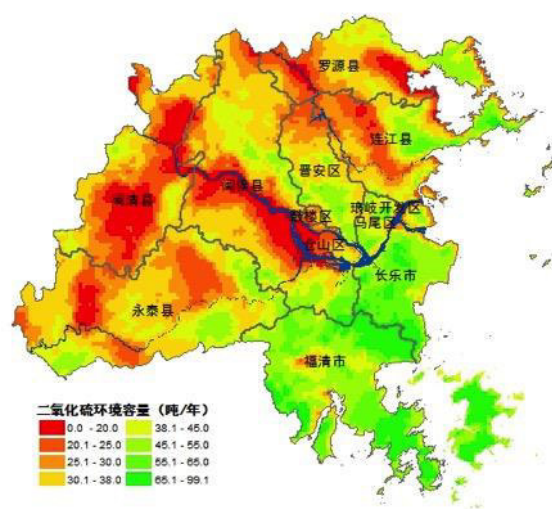 罗源县
连江县
晋安区
闽清县
闽侯县
鼓楼区
琅岐开发区
马尾区
仓山区
长乐市
永泰县
福清市
二氧化硫环境容量（吨/年）
0.0 - 20.0
38.1 - 45.0
20.1 - 25.0
45.1 - 55.0
25.1 - 30.0
55.1 - 65.0
30.1 - 38.0
65.1 - 99.1